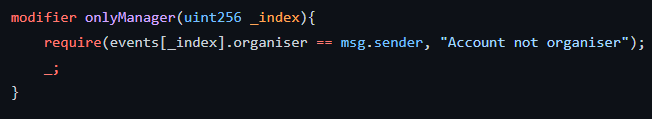 modifier onlyManager(uint256 _index){
    require(events[_index].organiser == msg.sender, "Account not organiser");
    _;
}